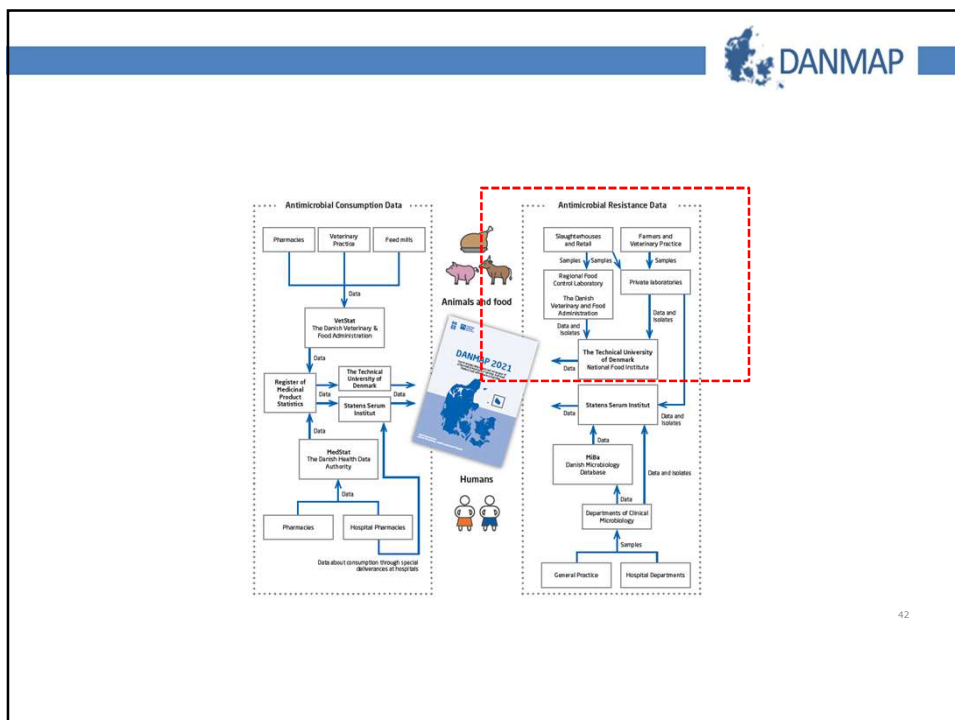 DANMAP
Antimicrobial Consumption Data
Pharmacies
Veterinary
Practice
Feed mills
Data
VetStat
The Danish Veterinary &
Food Administration
Data
Register of
Medicinal
Product
Statistics
Data
Data
The Technical
University of
Denmark
Statens Serum
Institut
Data
Data
Data
MedStat
The Danish Health Data
Authority
Data
Pharmacies
Hospital Pharmacies
Data about consumption through special
deliverances at hospitals
Animals and food
DANMAP 2021
Humans
Antimicrobial Resistance Data
Slaughterhouses
and Retail
Farmers and
Veterinary Practice
Samples
Samples
Samples
Regional Food
Control Laboratory
The Danish
Veterinary and Food
Administration
Private laboratories
Data and
Isolates
Data and
Isolates
The Technical University
of Denmark
National Food Institute
Data
Statens Serum Institut
Data
Data and
Isolates
Data
MiBa
Danish Microbiology
Database
Data and Isolates
Data
Departments of Clinical
Microbiology
Samples
General Practice
Hospital Departments
42